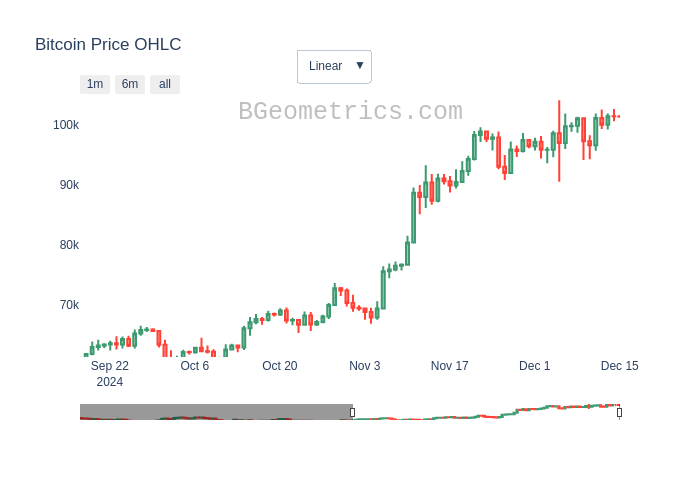 Bitcoin Price OHLC
Linear ▼
1m 6m all
BGeometrics.com
100k
90k
80k
70k
Sep 22 Oct 6 Oct 20 Nov 3 Nov 17 Dec 1 Dec 15
2024